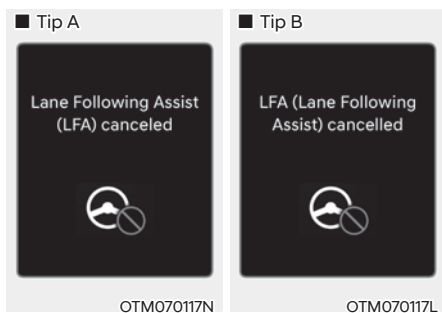 ■ Tip A
Lane Following Assist
(LFA) canceled
OTM070117N
■ Tip B
LFA (Lane Following
Assist) cancelled
OTM070117L